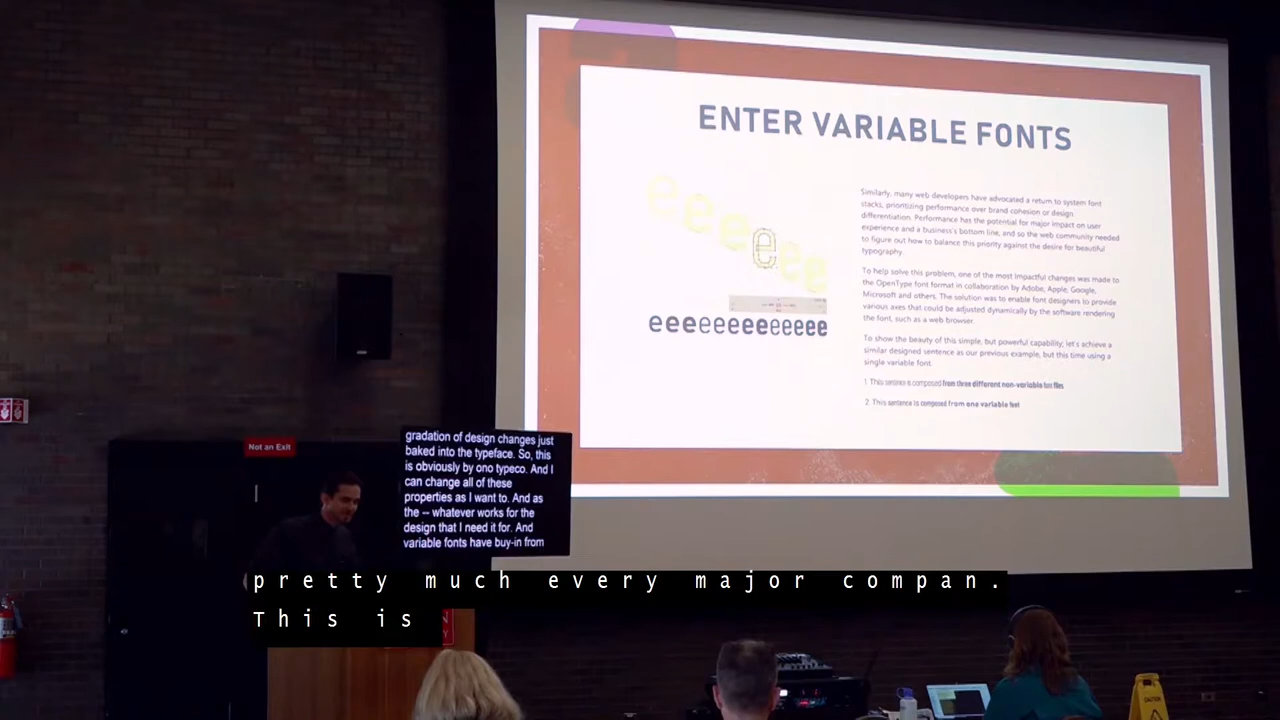 ENTER VARIABLE FONTS
Similarly, many web developers have advocated a return to system font
stacks, prioritizing performance over brand cohesion or design
differentiation. Performance has the potential for major impact on user
experience and a business's bottom line, and so the web community needed
to figure out how to balance this priority against the desire for beautiful
typography.
To help solve this problem, one of the most impactful changes was made to
the OpenType font format in collaboration by Adobe, Apple, Google,
Microsoft and others. The solution was to enable font designers to provide
various axes that could be adjusted dynamically by the software rendering
the font, such as a web browser.
To show the beauty of this simple, but powerful capability, let's achieve a
similar designed sentence as our previous example, but this time using a
single variable font.
1. This sentence is composed from three different non-variable font files
2. This sentence is composed from one variable font
eeeeee
eeeeeeeeeeeee
Not an Exit
gradation of design changes just
baked into the typeface. So, this
is obviously by ono typeco. And I
can change all of these
properties as I want to. And as
the -- whatever works for the
design that I need it for. And
variable fonts have buy-in from
pretty much every major compan.
This is